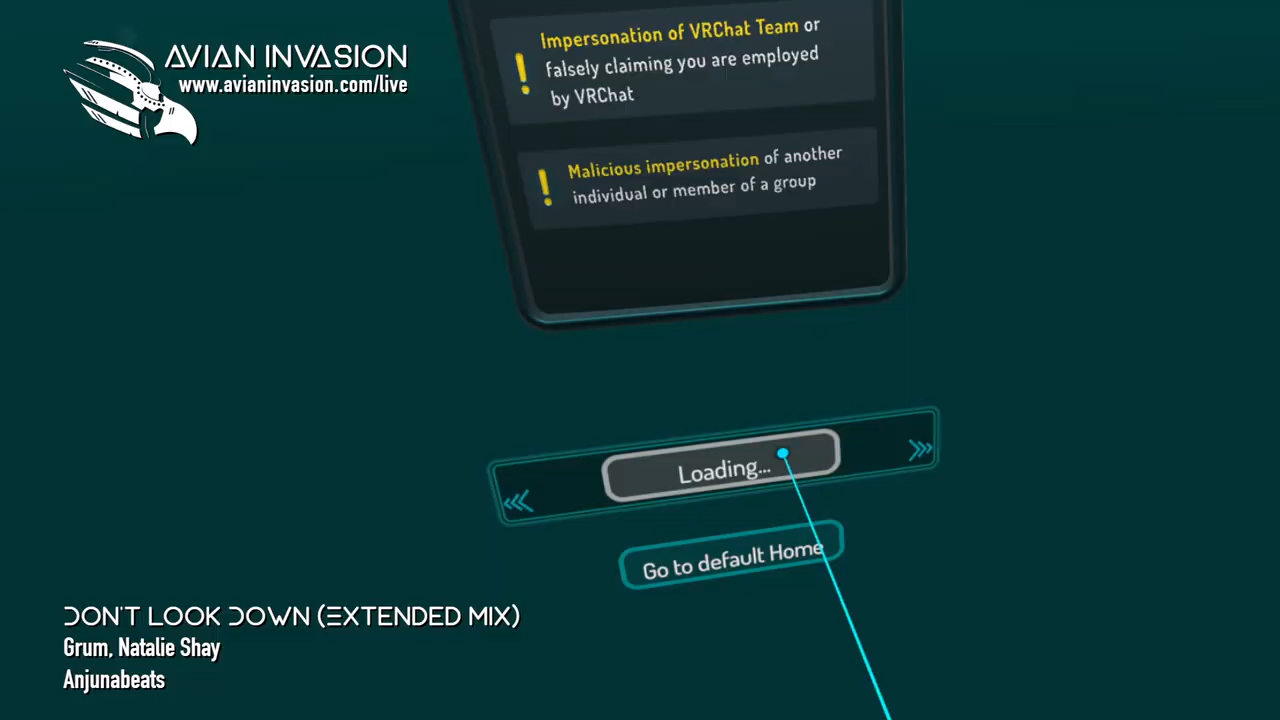 AVIAN INVASION
www.avianinvasion.com/live
! Impersonation of VRChat Team or
falsely claiming you are employed
by VRChat
! Malicious impersonation of another
individual or member of a group
Loading...
Go to default Home
DON'T LOOK DOWN (EXTENDED MIX)
Grum, Natalie Shay
Anjunabeats